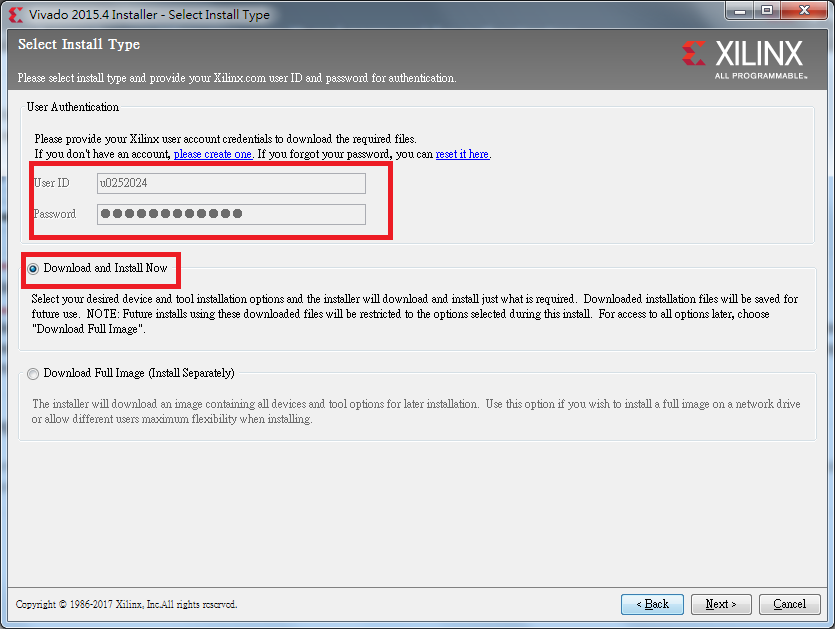 Vivado 2015.4 Installer - Select Install Type
Select Install Type
XILINX
ALL PROGRAMMABLE™
Please select install type and provide your Xilinx.com user ID and password for authentication.
User Authentication
Please provide your Xilinx user account credentials to download the required files.
If you don't have an account, please create one. If you forgot your password, you can reset it here.
User ID u0252024
Password ●●●●●●●●●●●●
Download and Install Now
Select your desired device and tool installation options and the installer will download and install just what is required. Downloaded installation files will be saved for
future use. NOTE: Future installs using these downloaded files will be restricted to the options selected during this install. For access to all options later, choose
"Download Full Image".
Download Full Image (Install Separately)
The installer will download an image containing all devices and tool options for later installation. Use this option if you wish to install a full image on a network drive
or allow different users maximum flexibility when installing.
Copyright © 1986-2017 Xilinx, Inc.All rights reserved.
< Back Next > Cancel